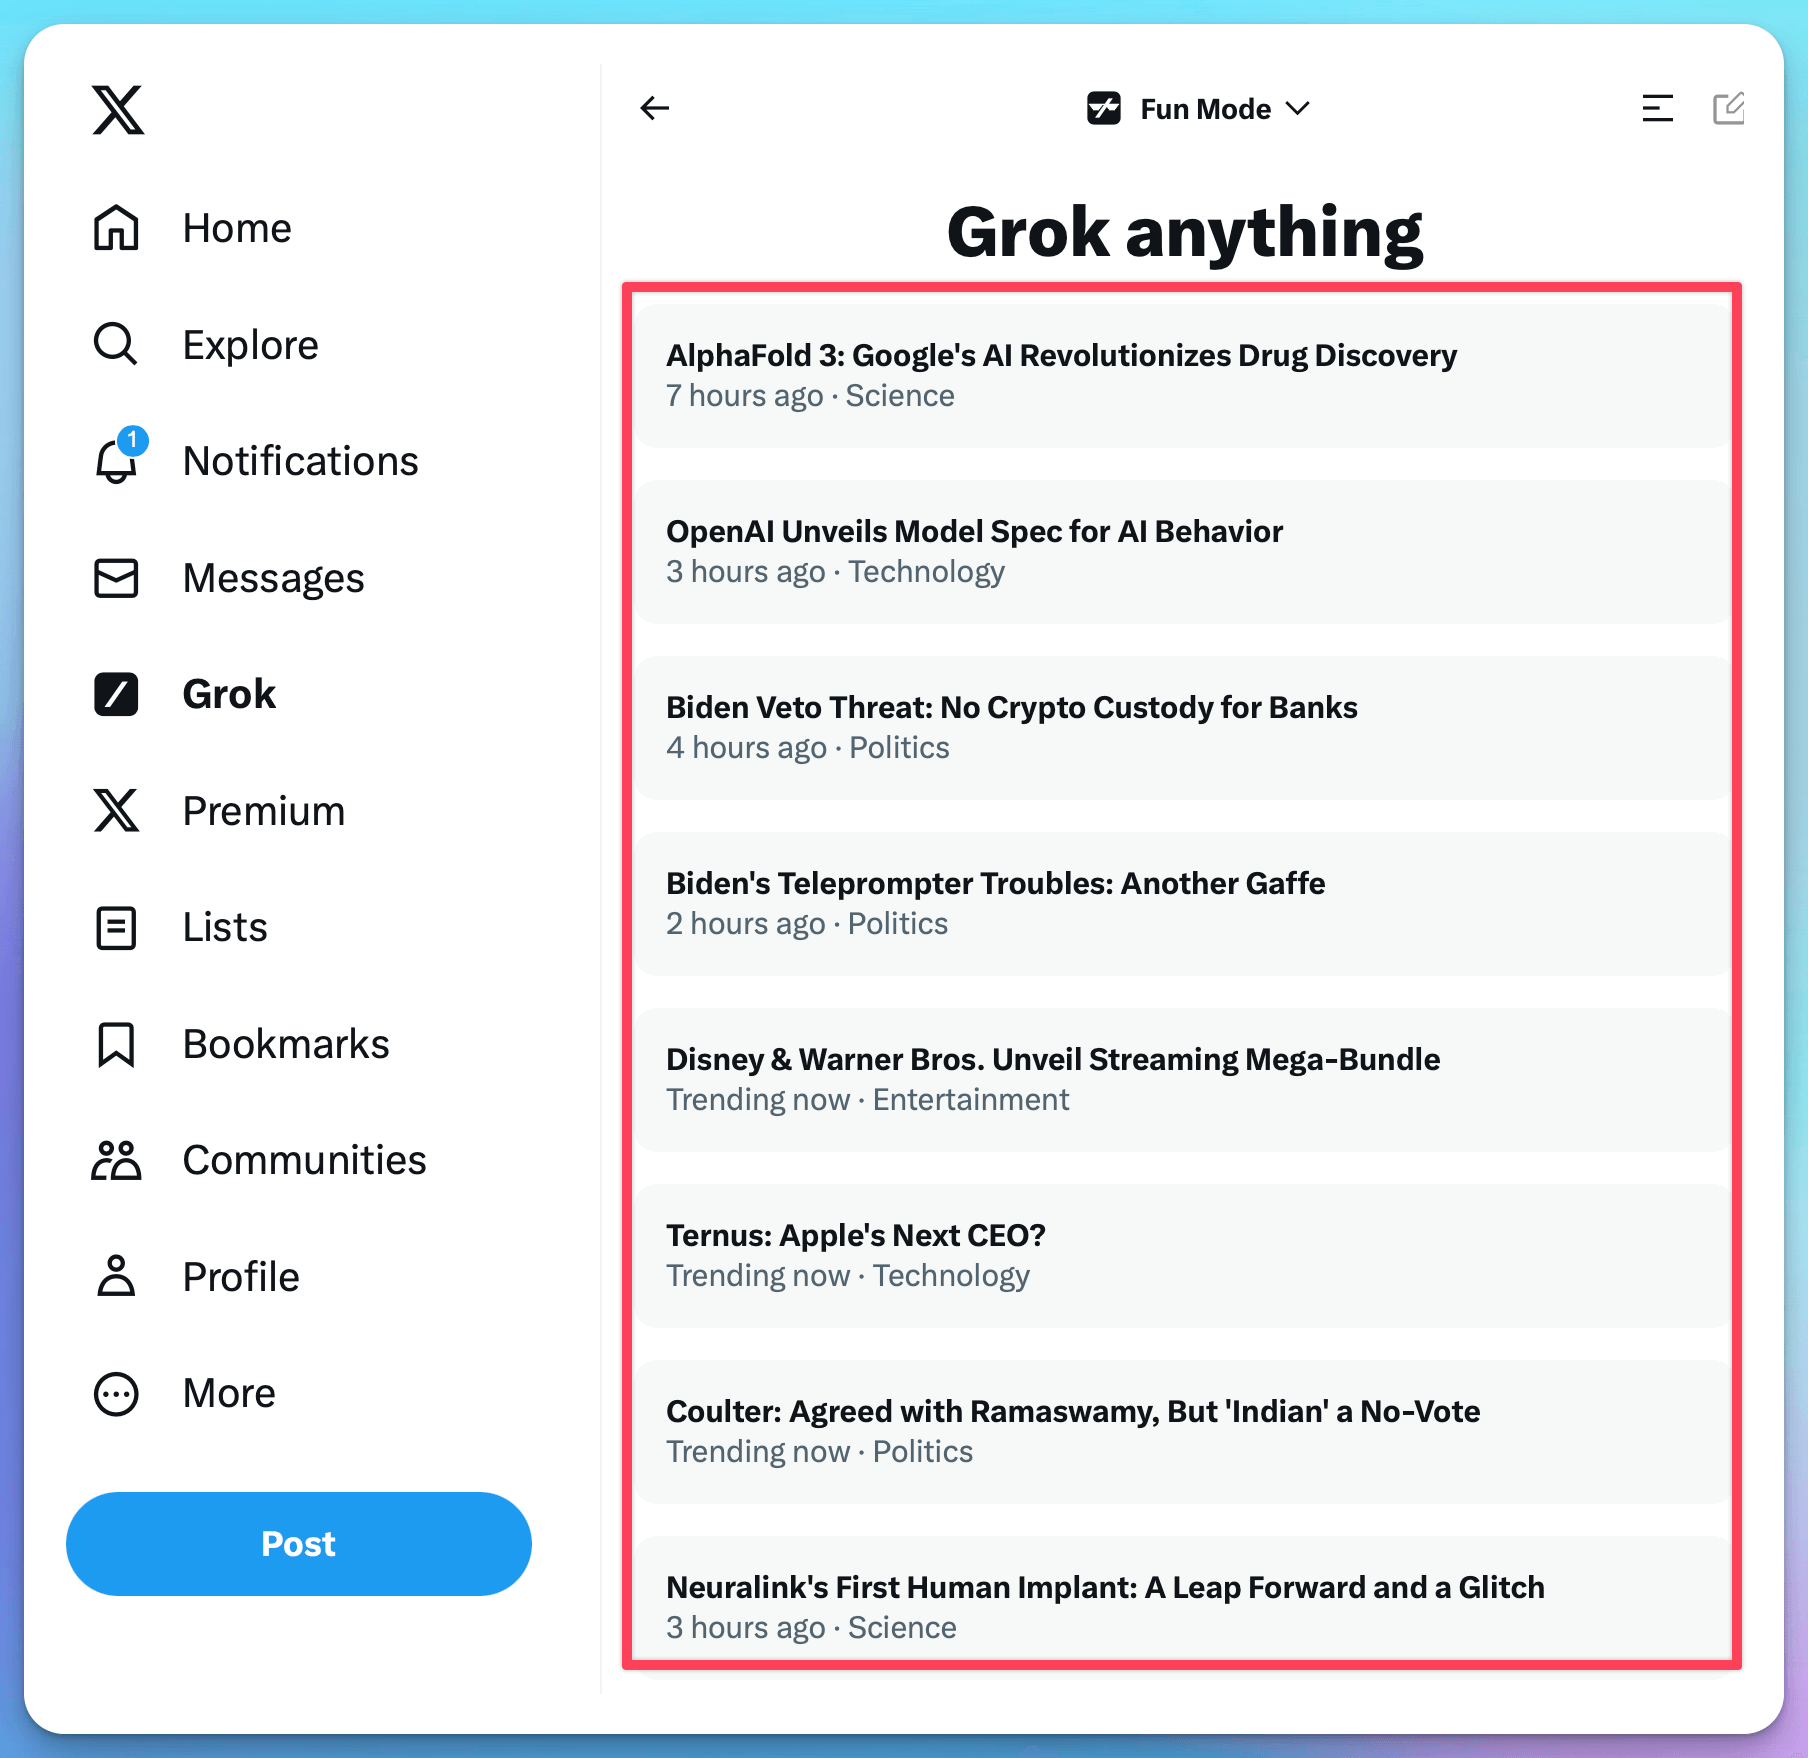 Home
Explore
1
Notifications
Messages
Grok
Premium
Lists
Bookmarks
Communities
Profile
More
Post
Fun Mode
Grok anything
AlphaFold 3: Google's AI Revolutionizes Drug Discovery
7 hours ago · Science
OpenAI Unveils Model Spec for AI Behavior
3 hours ago · Technology
Biden Veto Threat: No Crypto Custody for Banks
4 hours ago · Politics
Biden's Teleprompter Troubles: Another Gaffe
2 hours ago · Politics
Disney & Warner Bros. Unveil Streaming Mega-Bundle
Trending now · Entertainment
Ternus: Apple's Next CEO?
Trending now · Technology
Coulter: Agreed with Ramaswamy, But 'Indian' a No-Vote
Trending now · Politics
Neuralink's First Human Implant: A Leap Forward and a Glitch
3 hours ago · Science